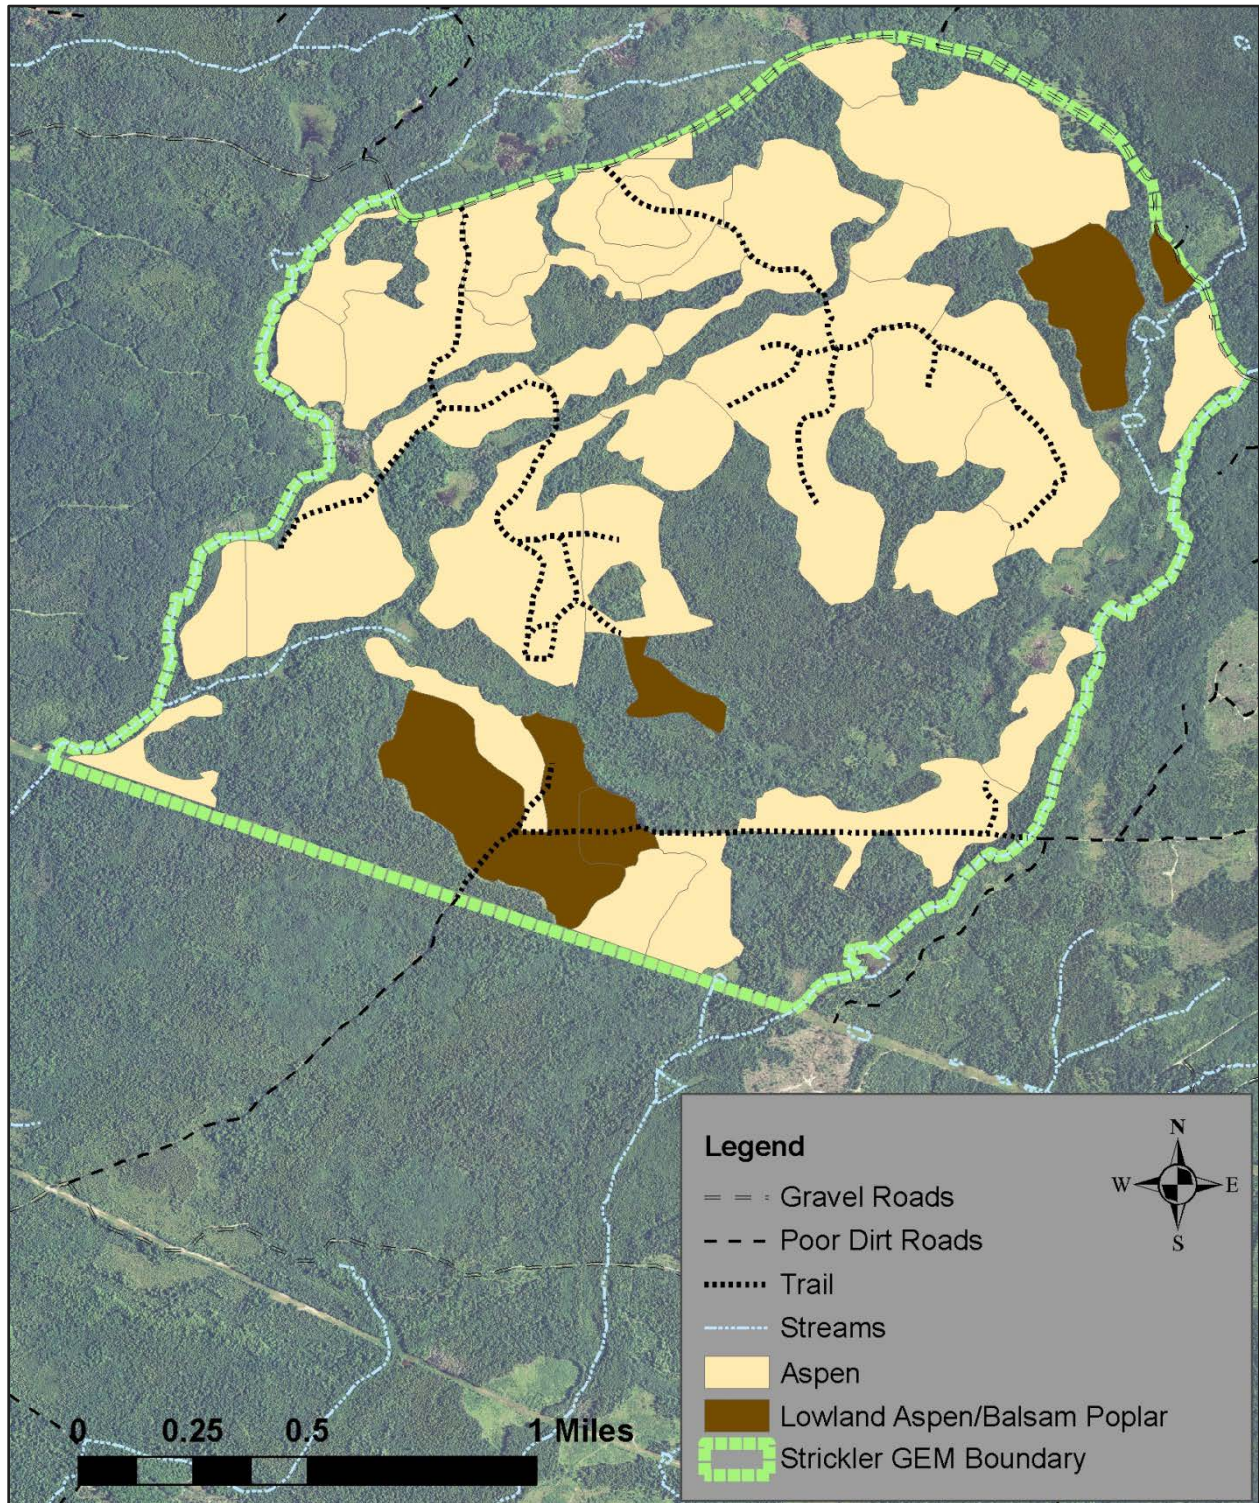 Legend
Gravel Roads
Poor Dirt Roads
Trail
Streams
Aspen
Lowland Aspen/Balsam Poplar
Strickler GEM Boundary
N
W E
S
0 0.25 0.5 1 Miles